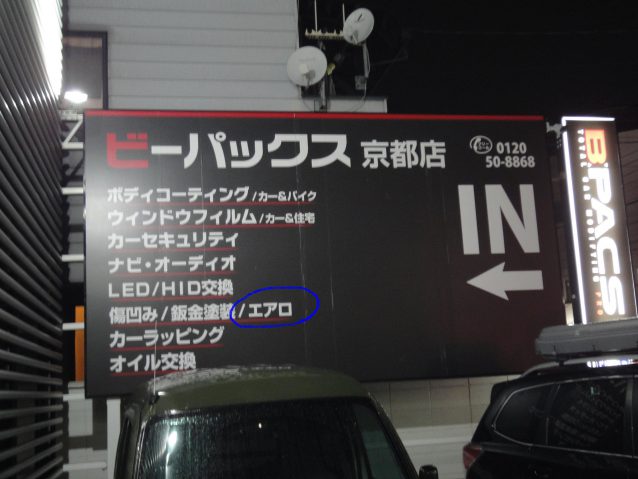 ビーパックス 京都店
0120
50-8868
ボディコーティング/カー&バイク
ウィンドウフィルム/カー&住宅
カーセキュリティ
ナビ・オーディオ
LED/HID交換
傷凹み/鈑金塗装/エアロ
カーラッピング
オイル交換
IN
B PACS
TOTAL CAR MODIFYING